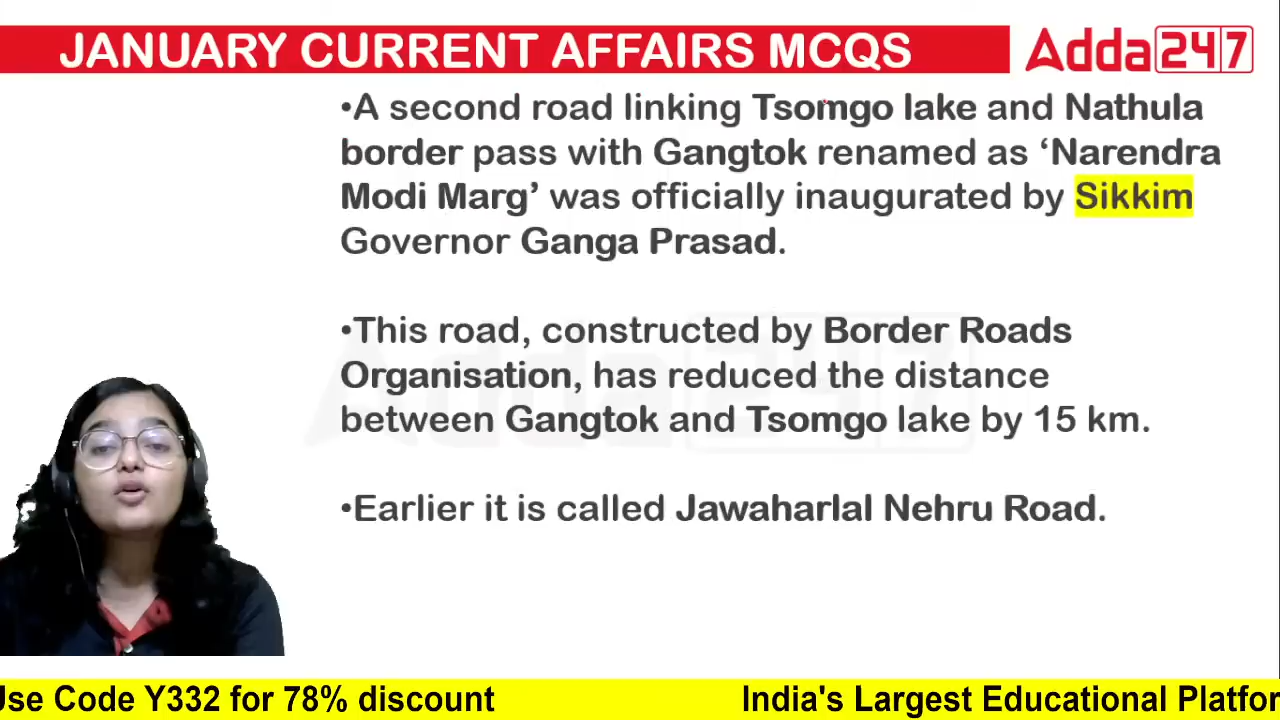 JANUARY CURRENT AFFAIRS MCQS
Adda247
•A second road linking Tsomgo lake and Nathula
border pass with Gangtok renamed as ‘Narendra
Modi Marg’ was officially inaugurated by Sikkim
Governor Ganga Prasad.
•This road, constructed by Border Roads
Organisation, has reduced the distance
between Gangtok and Tsomgo lake by 15 km.
•Earlier it is called Jawaharlal Nehru Road.
Adda247
Use Code Y332 for 78% discount
India's Largest Educational Platfor